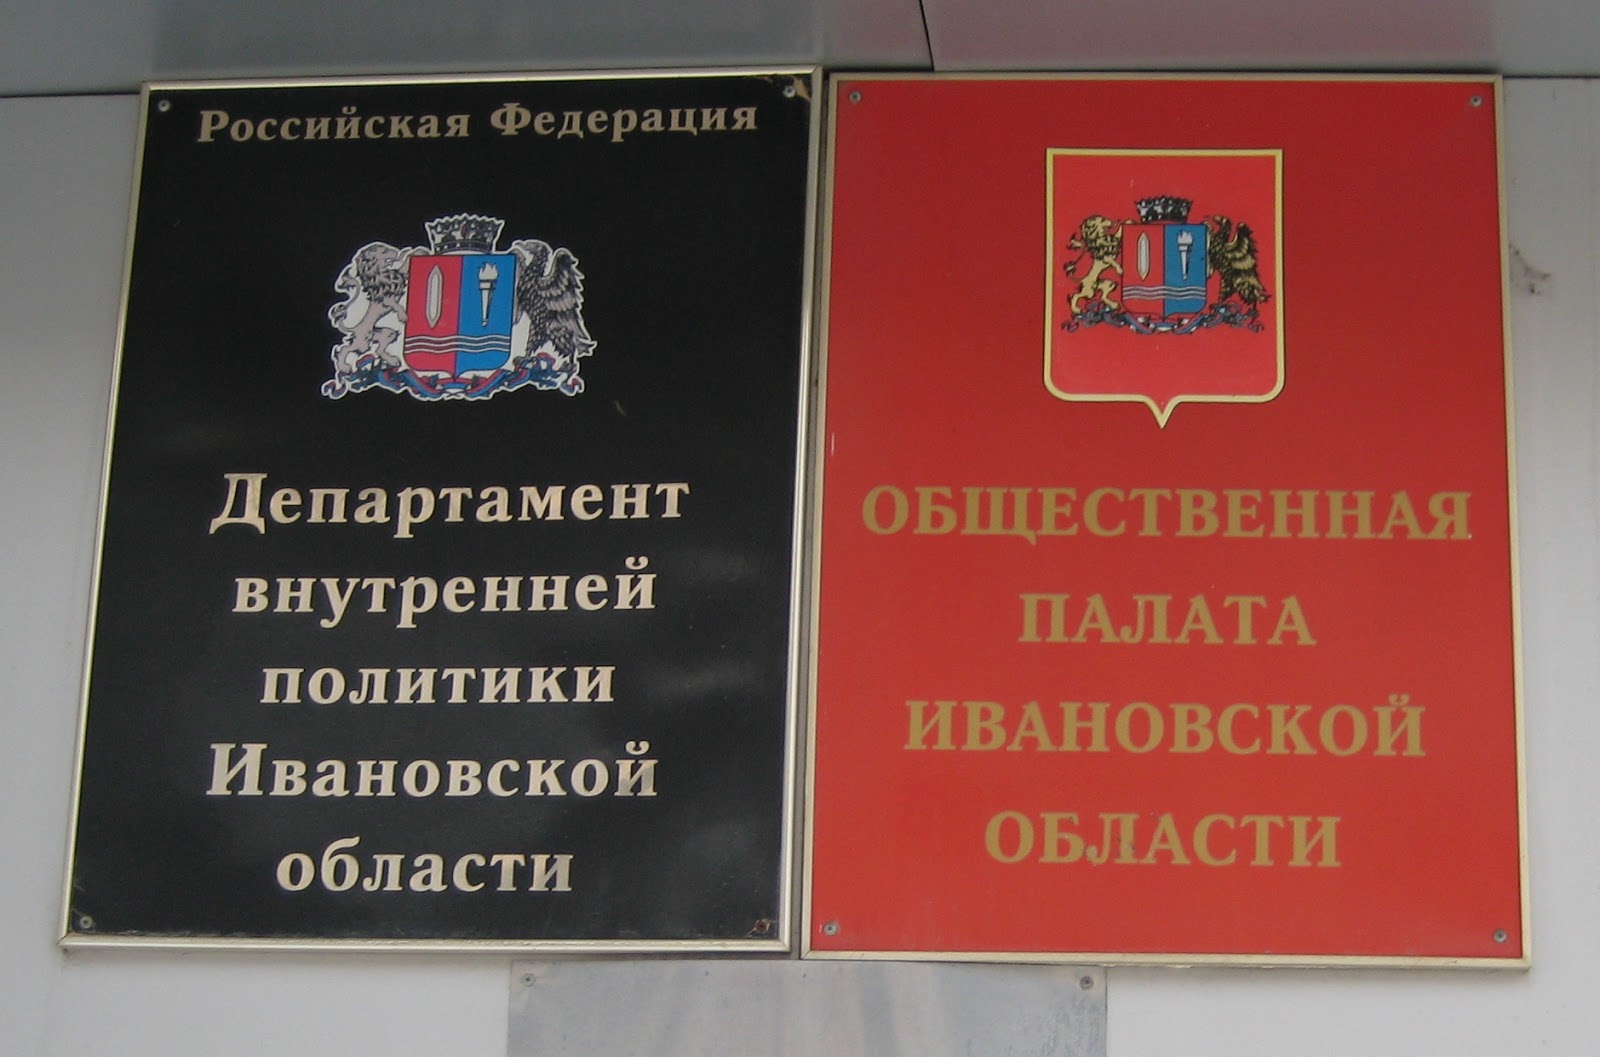 Российская Федерация
Департамент
внутренней
политики
Ивановской
области
ОБЩЕСТВЕННАЯ
ПАЛАТА
ИВАНОВСКОЙ
ОБЛАСТИ